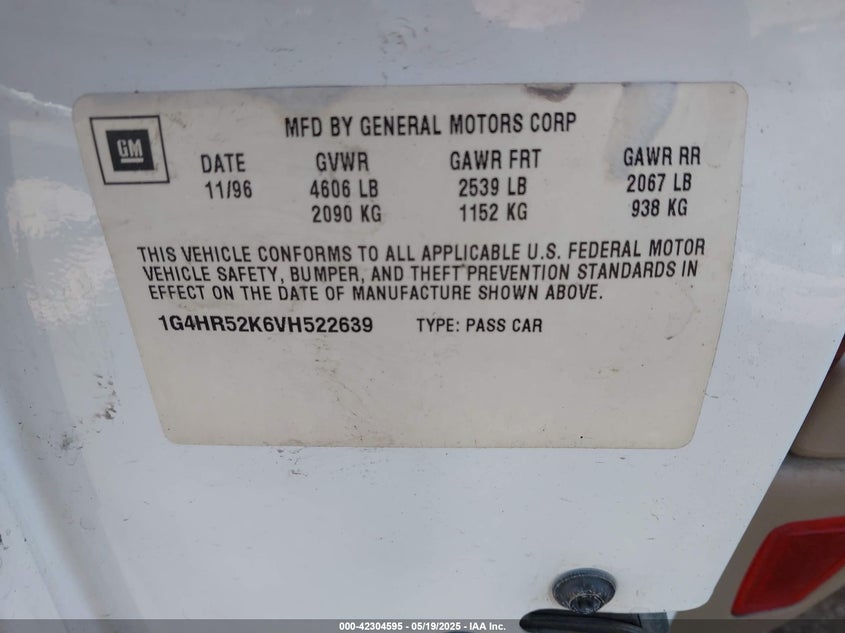 MFD BY GENERAL MOTORS CORP
GM
DATE GVWR GAWR FRT GAWR RR
11/96 4606 LB 2539 LB 2067 LB
2090 KG 1152 KG 938 KG
THIS VEHICLE CONFORMS TO ALL APPLICABLE U.S. FEDERAL MOTOR
VEHICLE SAFETY, BUMPER, AND THEFT PREVENTION STANDARDS IN
EFFECT ON THE DATE OF MANUFACTURE SHOWN ABOVE.
1G4HR52K6VH522639 TYPE: PASS CAR
000-42304595 - 05/19/2025 - IAA Inc.